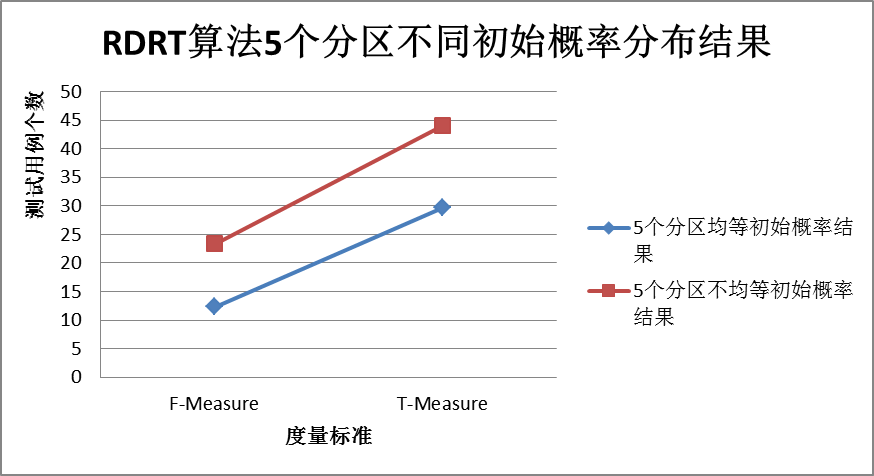 RDRT算法5个分区不同初始概率分布结果
测试用例个数
50
45
40
35
30
25
20
15
10
5
0
F-Measure
T-Measure
度量标准
5个分区均等初始概率结
果
5个分区不均等初始概率
结果